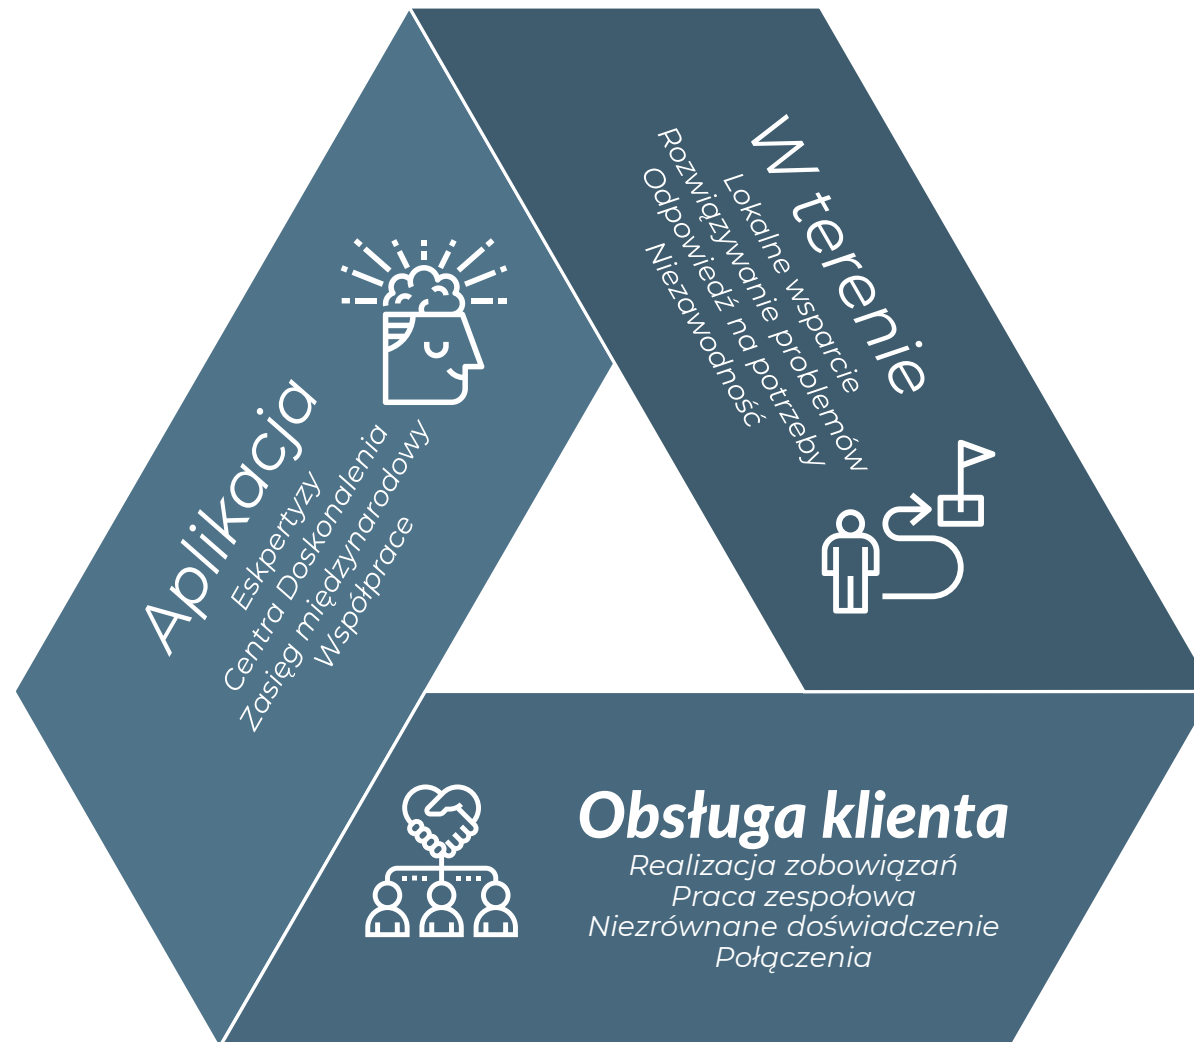 Aplikacja
Eskpertyzy
Centra Doskonalenia
Zasięg międzynarodowy
Współprace
W terenie
Lokalne wsparcie
Rozwiązywanie problemów
Odpowiedź na potrzeby
Niezawodność
Obsługa klienta
Realizacja zobowiązań
Praca zespołowa
Niezrównane doświadczenie
Połączenia